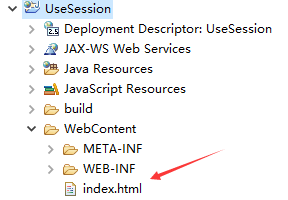 UseSession
Deployment Descriptor: UseSession
JAX-WS Web Services
Java Resources
JavaScript Resources
build
WebContent
META-INF
WEB-INF
index.html